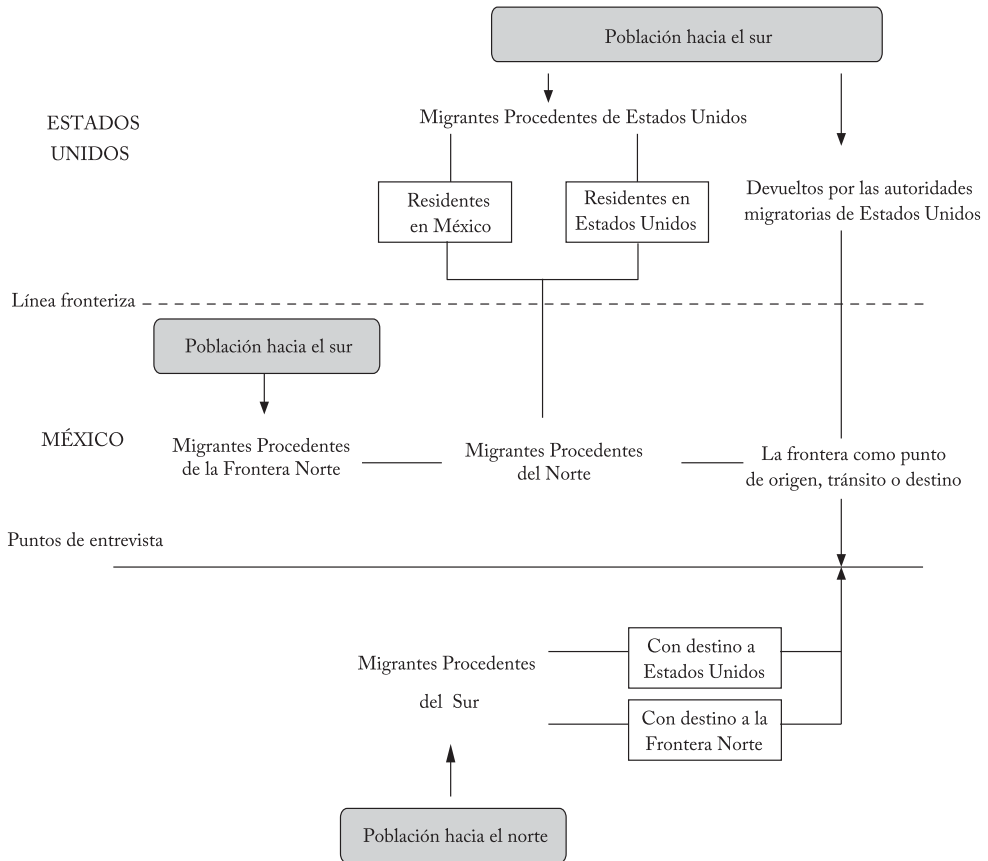 Población hacia el sur
ESTADOS
UNIDOS
Migrantes Procedentes de Estados Unidos
Residentes
en México
Residentes en
Estados Unidos
Devueltos por las autoridades
migratorias de Estados Unidos
Línea fronteriza
Población hacia el sur
MÉXICO
Migrantes Procedentes
de la Frontera Norte
Migrantes Procedentes
del Norte
La frontera como punto
de origen, tránsito o destino
Puntos de entrevista
Migrantes Procedentes
del Sur
Con destino a
Estados Unidos
Con destino a la
Frontera Norte
Población hacia el norte